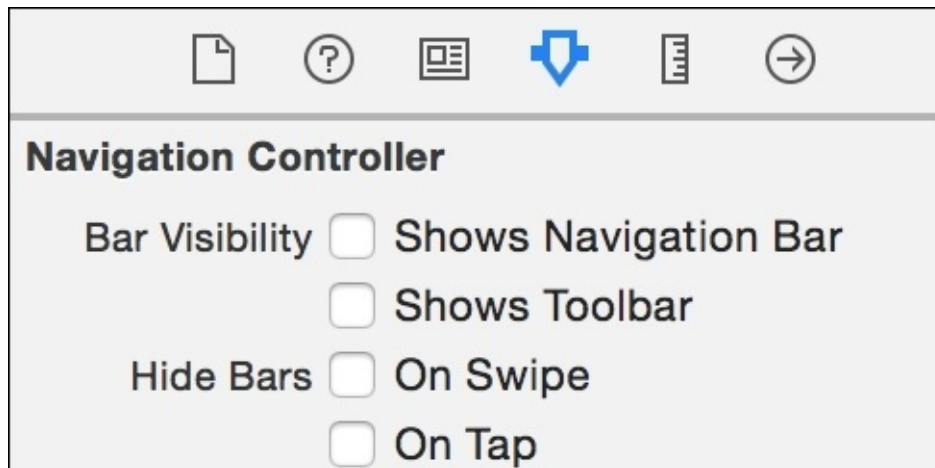 Navigation Controller
Bar Visibility Shows Navigation Bar
Shows Toolbar
Hide Bars On Swipe
On Tap